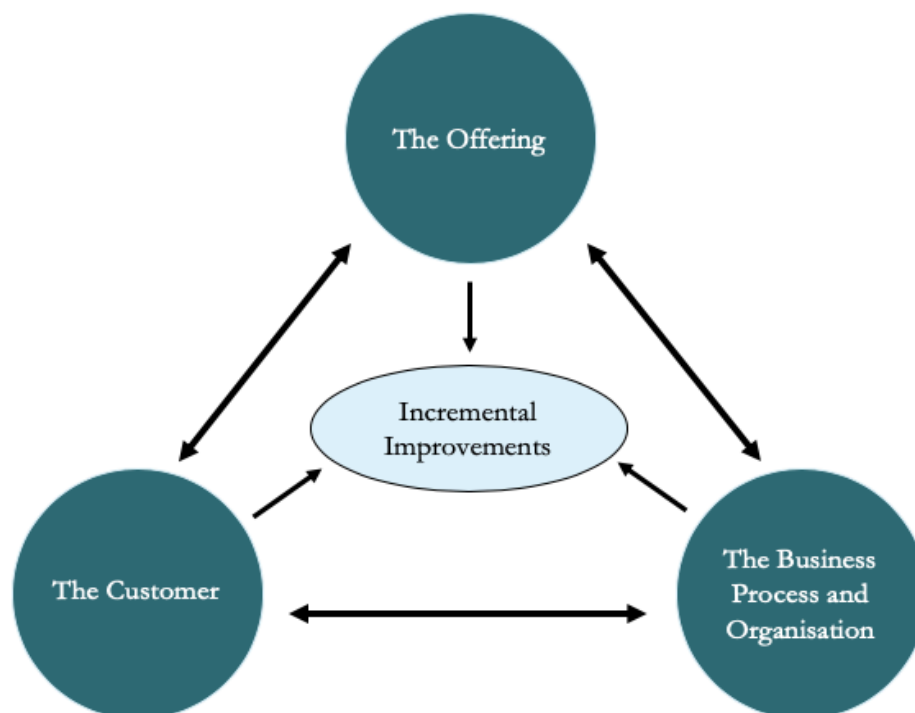 The Offering
Incremental
Improvements
The Customer
The Business
Process and
Organisation